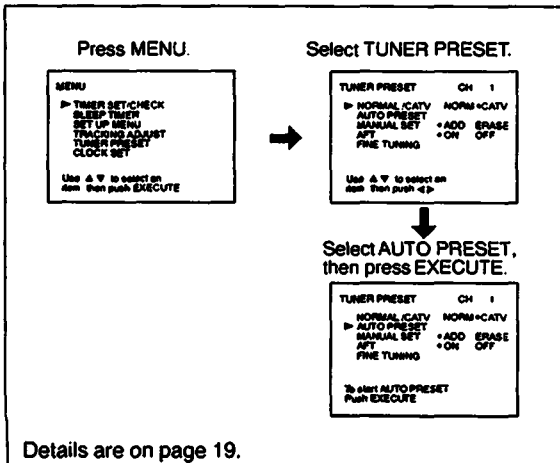 Press MENU.
MENU
▶ TIMER SET/CHECK
SLEEP TIMER
SET UP MENU
TRACKING ADJUST
TUNER PRESET
CLOCK SET
Use ▲ ▼ to select an
item then push EXECUTE
Select TUNER PRESET.
TUNER PRESET CH 1
▶ NORMAL/CATV NORM•CATV
AUTO PRESET
MANUAL SET •ADD ERASE
AFT •ON OFF
FINE TUNING
Use ▲ ▼ to select an
item then push ◀ ▶
Select AUTO PRESET,
then press EXECUTE.
TUNER PRESET CH 1
NORMAL/CATV NORM•CATV
▶ AUTO PRESET
MANUAL SET •ADD ERASE
AFT •ON OFF
FINE TUNING
To start AUTO PRESET
Push EXECUTE
Details are on page 19.